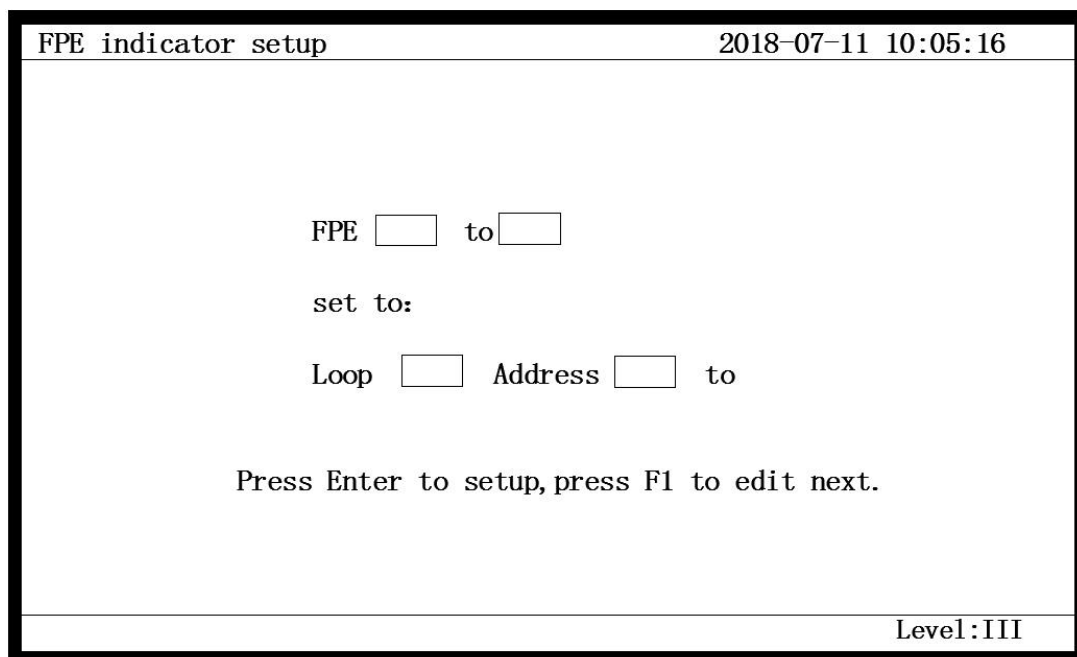 FPE indicator setup 2018-07-11 10:05:16
FPE to
set to:
Loop Address to
Press Enter to setup,press F1 to edit next.
Level:III